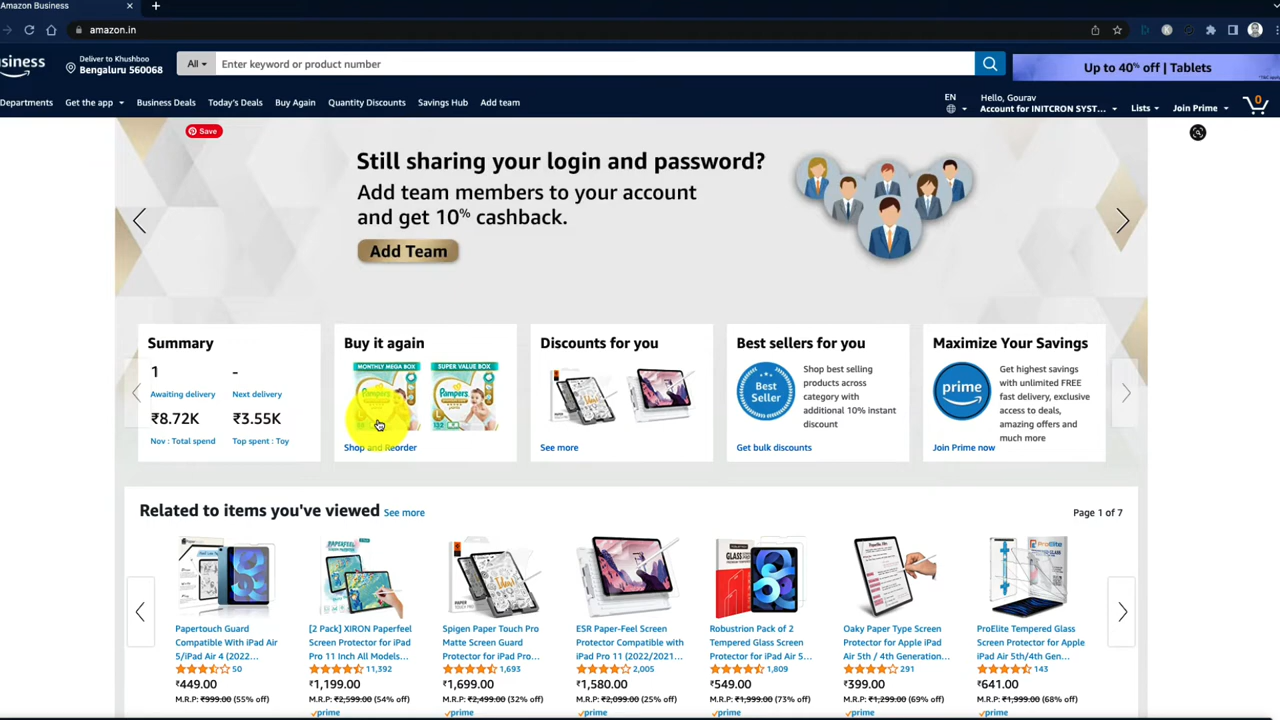 Amazon Business
amazon.in
usiness
Deliver to Khushboo
Bengaluru 560068
All
Enter keyword or product number
Up to 40% off | Tablets
Departments
Get the app
Business Deals
Today's Deals
Buy Again
Quantity Discounts
Savings Hub
Add team
EN
Hello, Gourav
Account for INITCRON SYST...
Lists
Join Prime
0
Save
Still sharing your login and password?
Add team members to your account
and get 10% cashback.
Add Team
Summary
1
-
Awaiting delivery
Next delivery
₹8.72K
₹3.55K
Nov : Total spend
Top spent : Toy
Buy it again
MONTHLY MEGA BOX
SUPER VALUE BOX
Pampers
Pampers
132
Shop and Reorder
Discounts for you
See more
Best sellers for you
Best
Seller
Shop best selling
products across
category with
additional 10% instant
discount
Get bulk discounts
Maximize Your Savings
prime
Get highest savings
with unlimited FREE
fast delivery, exclusive
access to deals,
amazing offers and
much more
Join Prime now
Related to items you've viewed
See more
Page 1 of 7
PAPERFEEL
GLASS
ProElite
Papertouch Guard
Compatible With iPad Air
5/iPad Air 4 (2022...
50
₹449.00
M.R.P: ₹999.00 (55% off)
[2 Pack] XIRON Paperfeel
Screen Protector for iPad
Pro 11 Inch All Models...
11,392
₹1,199.00
M.R.P: ₹2,599.00 (54% off)
prime
Spigen Paper Touch Pro
Matte Screen Guard
Protector for iPad Pro...
1,693
₹1,699.00
M.R.P: ₹2,499.00 (32% off)
prime
ESR Paper-Feel Screen
Protector Compatible with
iPad Pro 11 (2022/2021...
2,005
₹1,580.00
M.R.P: ₹2,099.00 (25% off)
prime
Robustrion Pack of 2
Tempered Glass Screen
Protector for iPad Air 5...
1,809
₹549.00
M.R.P: ₹1,999.00 (73% off)
prime
Oaky Paper Type Screen
Protector for Apple iPad
Air 5th / 4th Generation...
291
₹399.00
M.R.P: ₹1,299.00 (69% off)
prime
ProElite Tempered Glass
Screen Protector for Apple
iPad Air 5th/4th Gen...
143
₹641.00
M.R.P: ₹1,999.00 (68% off)
prime